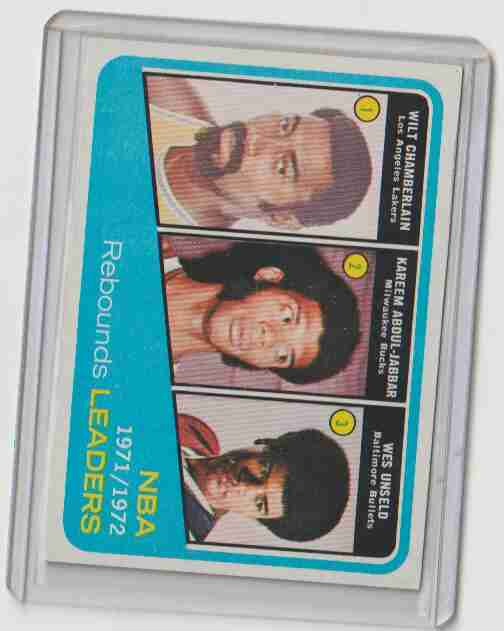 1
WILT CHAMBERLAIN
Los Angeles Lakers
2
KAREEM ABDUL-JABBAR
Milwaukee Bucks
3
WES UNSELD
Baltimore Bullets
NBA
1971/1972
Rebounds LEADERS